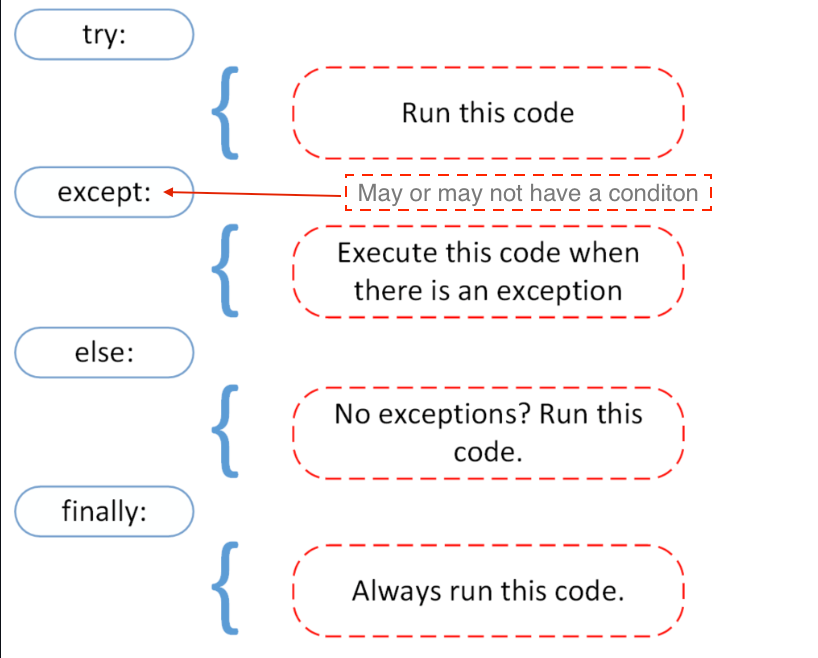 try:
Run this code
except:
May or may not have a conditon
Execute this code when
there is an exception
else:
No exceptions? Run this
code.
finally:
Always run this code.